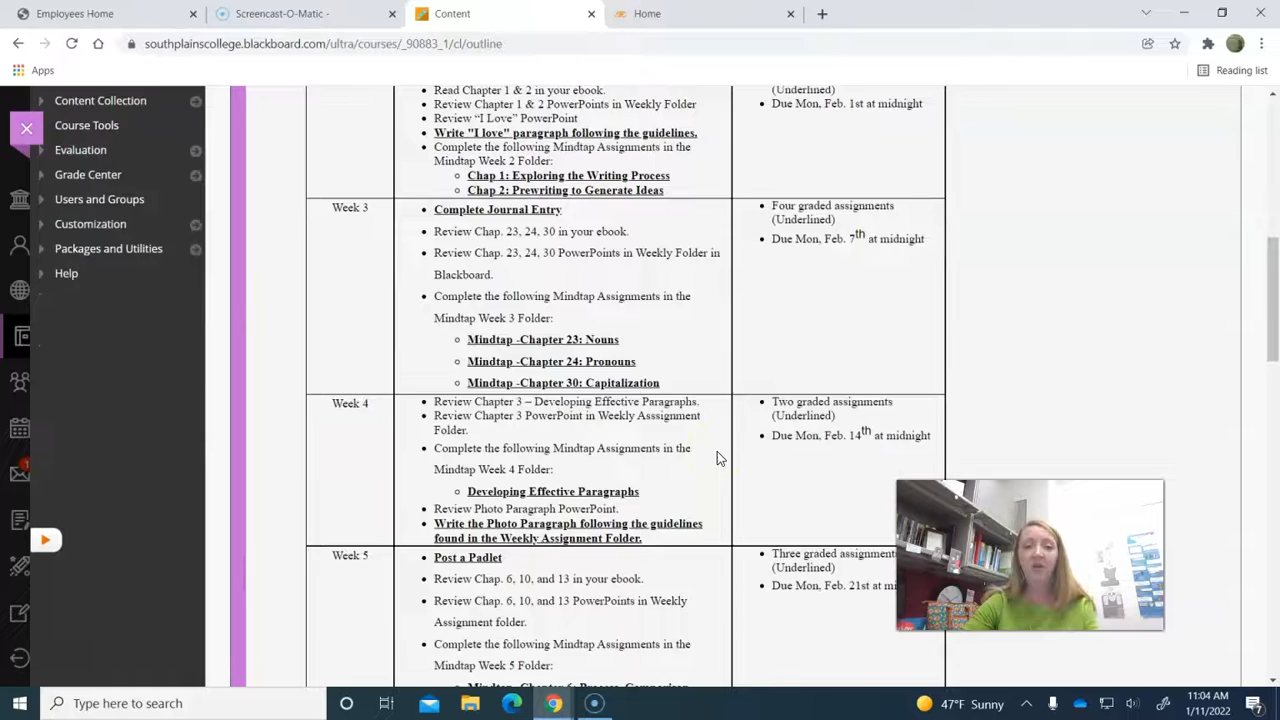 Employees Home
Screencast-O-Matic -
Content
Home
southplainscollege.blackboard.com/ultra/courses/_90883_1/cl/outline
Apps
Reading list
Content Collection
Course Tools
Evaluation
Grade Center
Users and Groups
Customization
Packages and Utilities
Help
Read Chapter 1 & 2 in your ebook.
Review Chapter 1 & 2 PowerPoints in Weekly Folder
Review “I Love” PowerPoint
Write "I love" paragraph following the guidelines.
Complete the following Mindtap Assignments in the
Mindtap Week 2 Folder:
Chap 1: Exploring the Writing Process
Chap 2: Prewriting to Generate Ideas
(Underlined)
Due Mon, Feb. 1st at midnight
Week 3
Complete Journal Entry
Review Chap. 23, 24, 30 in your ebook.
Review Chap. 23, 24, 30 PowerPoints in Weekly Folder in
Blackboard.
Complete the following Mindtap Assignments in the
Mindtap Week 3 Folder:
Mindtap -Chapter 23: Nouns
Mindtap -Chapter 24: Pronouns
Mindtap -Chapter 30: Capitalization
Four graded assignments
(Underlined)
Due Mon, Feb. 7th at midnight
Week 4
Review Chapter 3 – Developing Effective Paragraphs.
Review Chapter 3 PowerPoint in Weekly Asssignment
Folder.
Complete the following Mindtap Assignments in the
Mindtap Week 4 Folder:
Developing Effective Paragraphs
Review Photo Paragraph PowerPoint.
Write the Photo Paragraph following the guidelines
found in the Weekly Assignment Folder.
Two graded assignments
(Underlined)
Due Mon, Feb. 14th at midnight
Week 5
Post a Padlet
Review Chap. 6, 10, and 13 in your ebook.
Review Chap. 6, 10, and 13 PowerPoints in Weekly
Assignment folder.
Complete the following Mindtap Assignments in the
Mindtap Week 5 Folder:
Three graded assignments
(Underlined)
Due Mon, Feb. 21st at mi
Type here to search
47°F Sunny
11:04 AM
1/11/2022
7